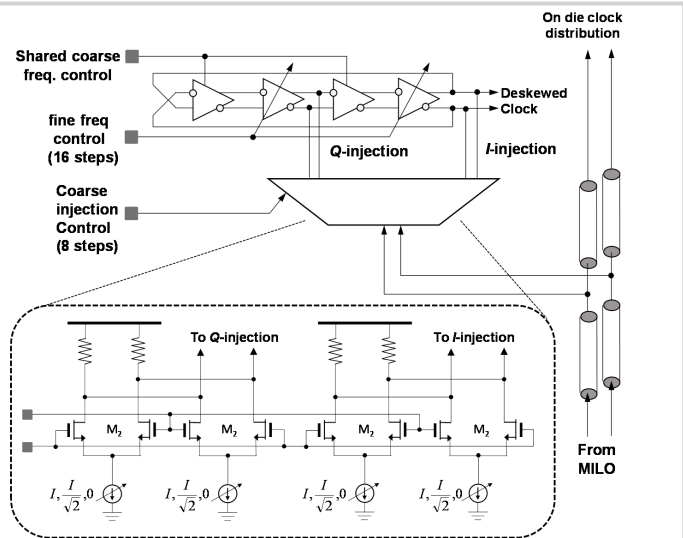 On die clock
distribution
Shared coarse
freq. control
Deskewed
Clock
fine freq
control
(16 steps)
Q-injection
I-injection
Coarse
injection
Control
(8 steps)
To Q-injection
To I-injection
M₂
M₂
M₂
M₂
I, I/√2, 0
I, I/√2, 0
I, I/√2, 0
I, I/√2, 0
From
MILO